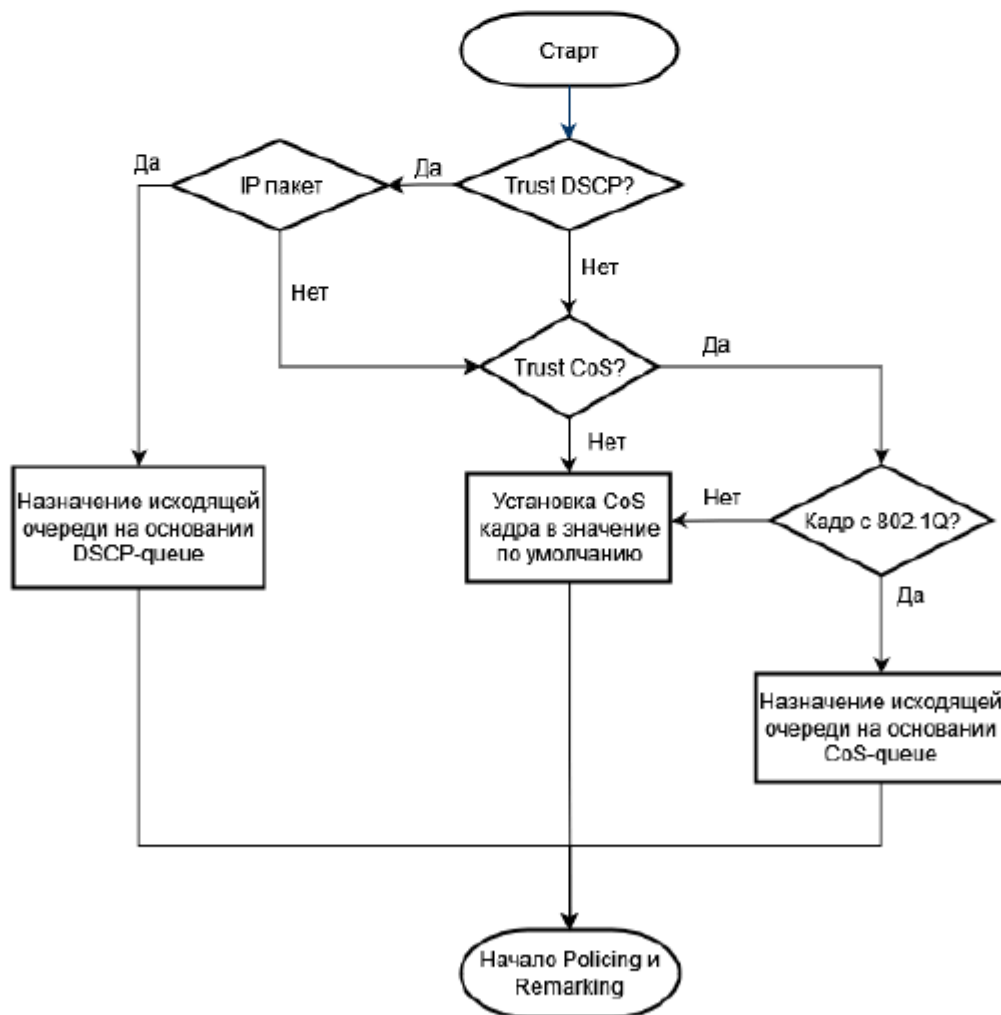 Старт
Да
Да
IP пакет
Trust DSCP?
Нет
Нет
Trust CoS?
Да
Нет
Назначение исходящей
очереди на основании
DSCP-queue
Установка CoS
кадра в значение
по умолчанию
Нет
Кадр с 802.1Q?
Да
Назначение исходящей
очереди на основании
CoS-queue
Начало Policing и
Remarking